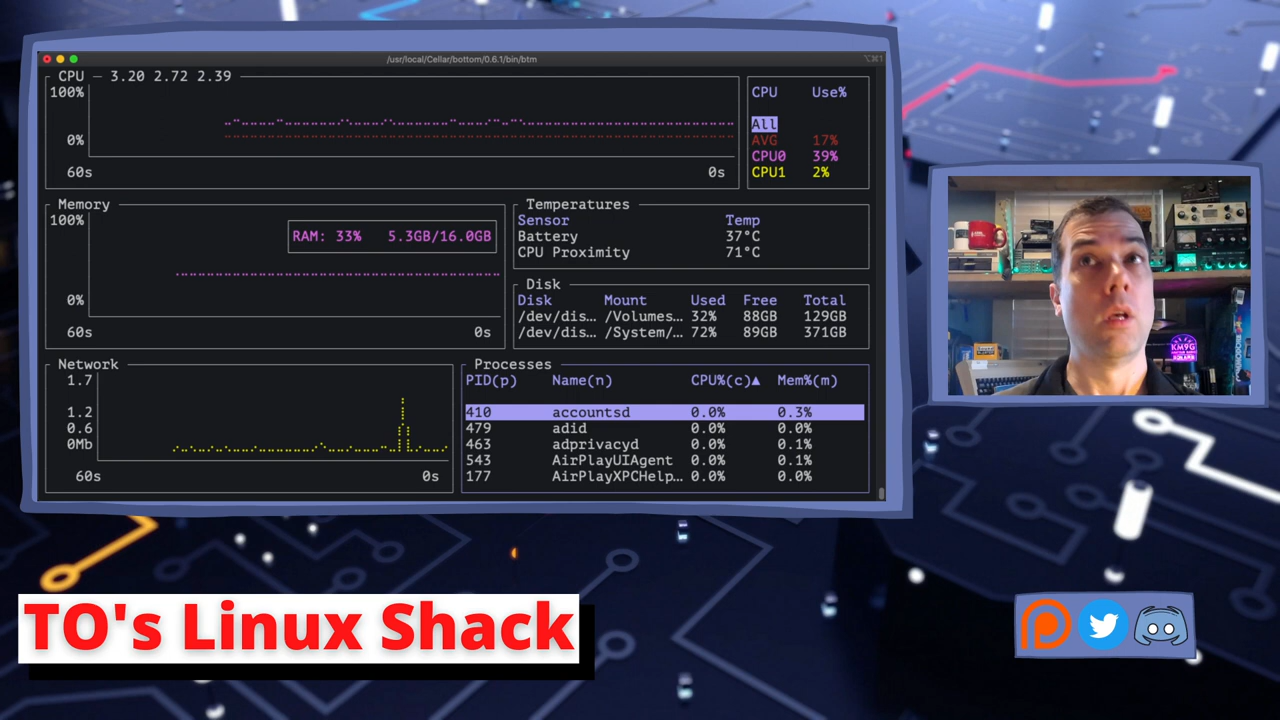 /usr/local/Cellar/bottom/0.6.1/bin/btm
CPU — 3.20 2.72 2.39
100%
0%
60s 0s
CPU Use%
All
AVG 17%
CPU0 39%
CPU1 2%
Memory
100%
RAM: 33% 5.3GB/16.0GB
0%
60s 0s
Temperatures
Sensor Temp
Battery 37°C
CPU Proximity 71°C
Disk
Disk Mount Used Free Total
/dev/dis… /Volumes… 32% 88GB 129GB
/dev/dis… /System/… 72% 89GB 371GB
Network
1.7
1.2
0.6
0Mb
60s 0s
Processes
PID(p) Name(n) CPU%(c)▲ Mem%(m)
410 accountsd 0.0% 0.3%
479 adid 0.0% 0.0%
463 adprivacyd 0.0% 0.1%
543 AirPlayUIAgent 0.0% 0.1%
177 AirPlayXPCHelp… 0.0% 0.0%
KM9G
TO's Linux Shack